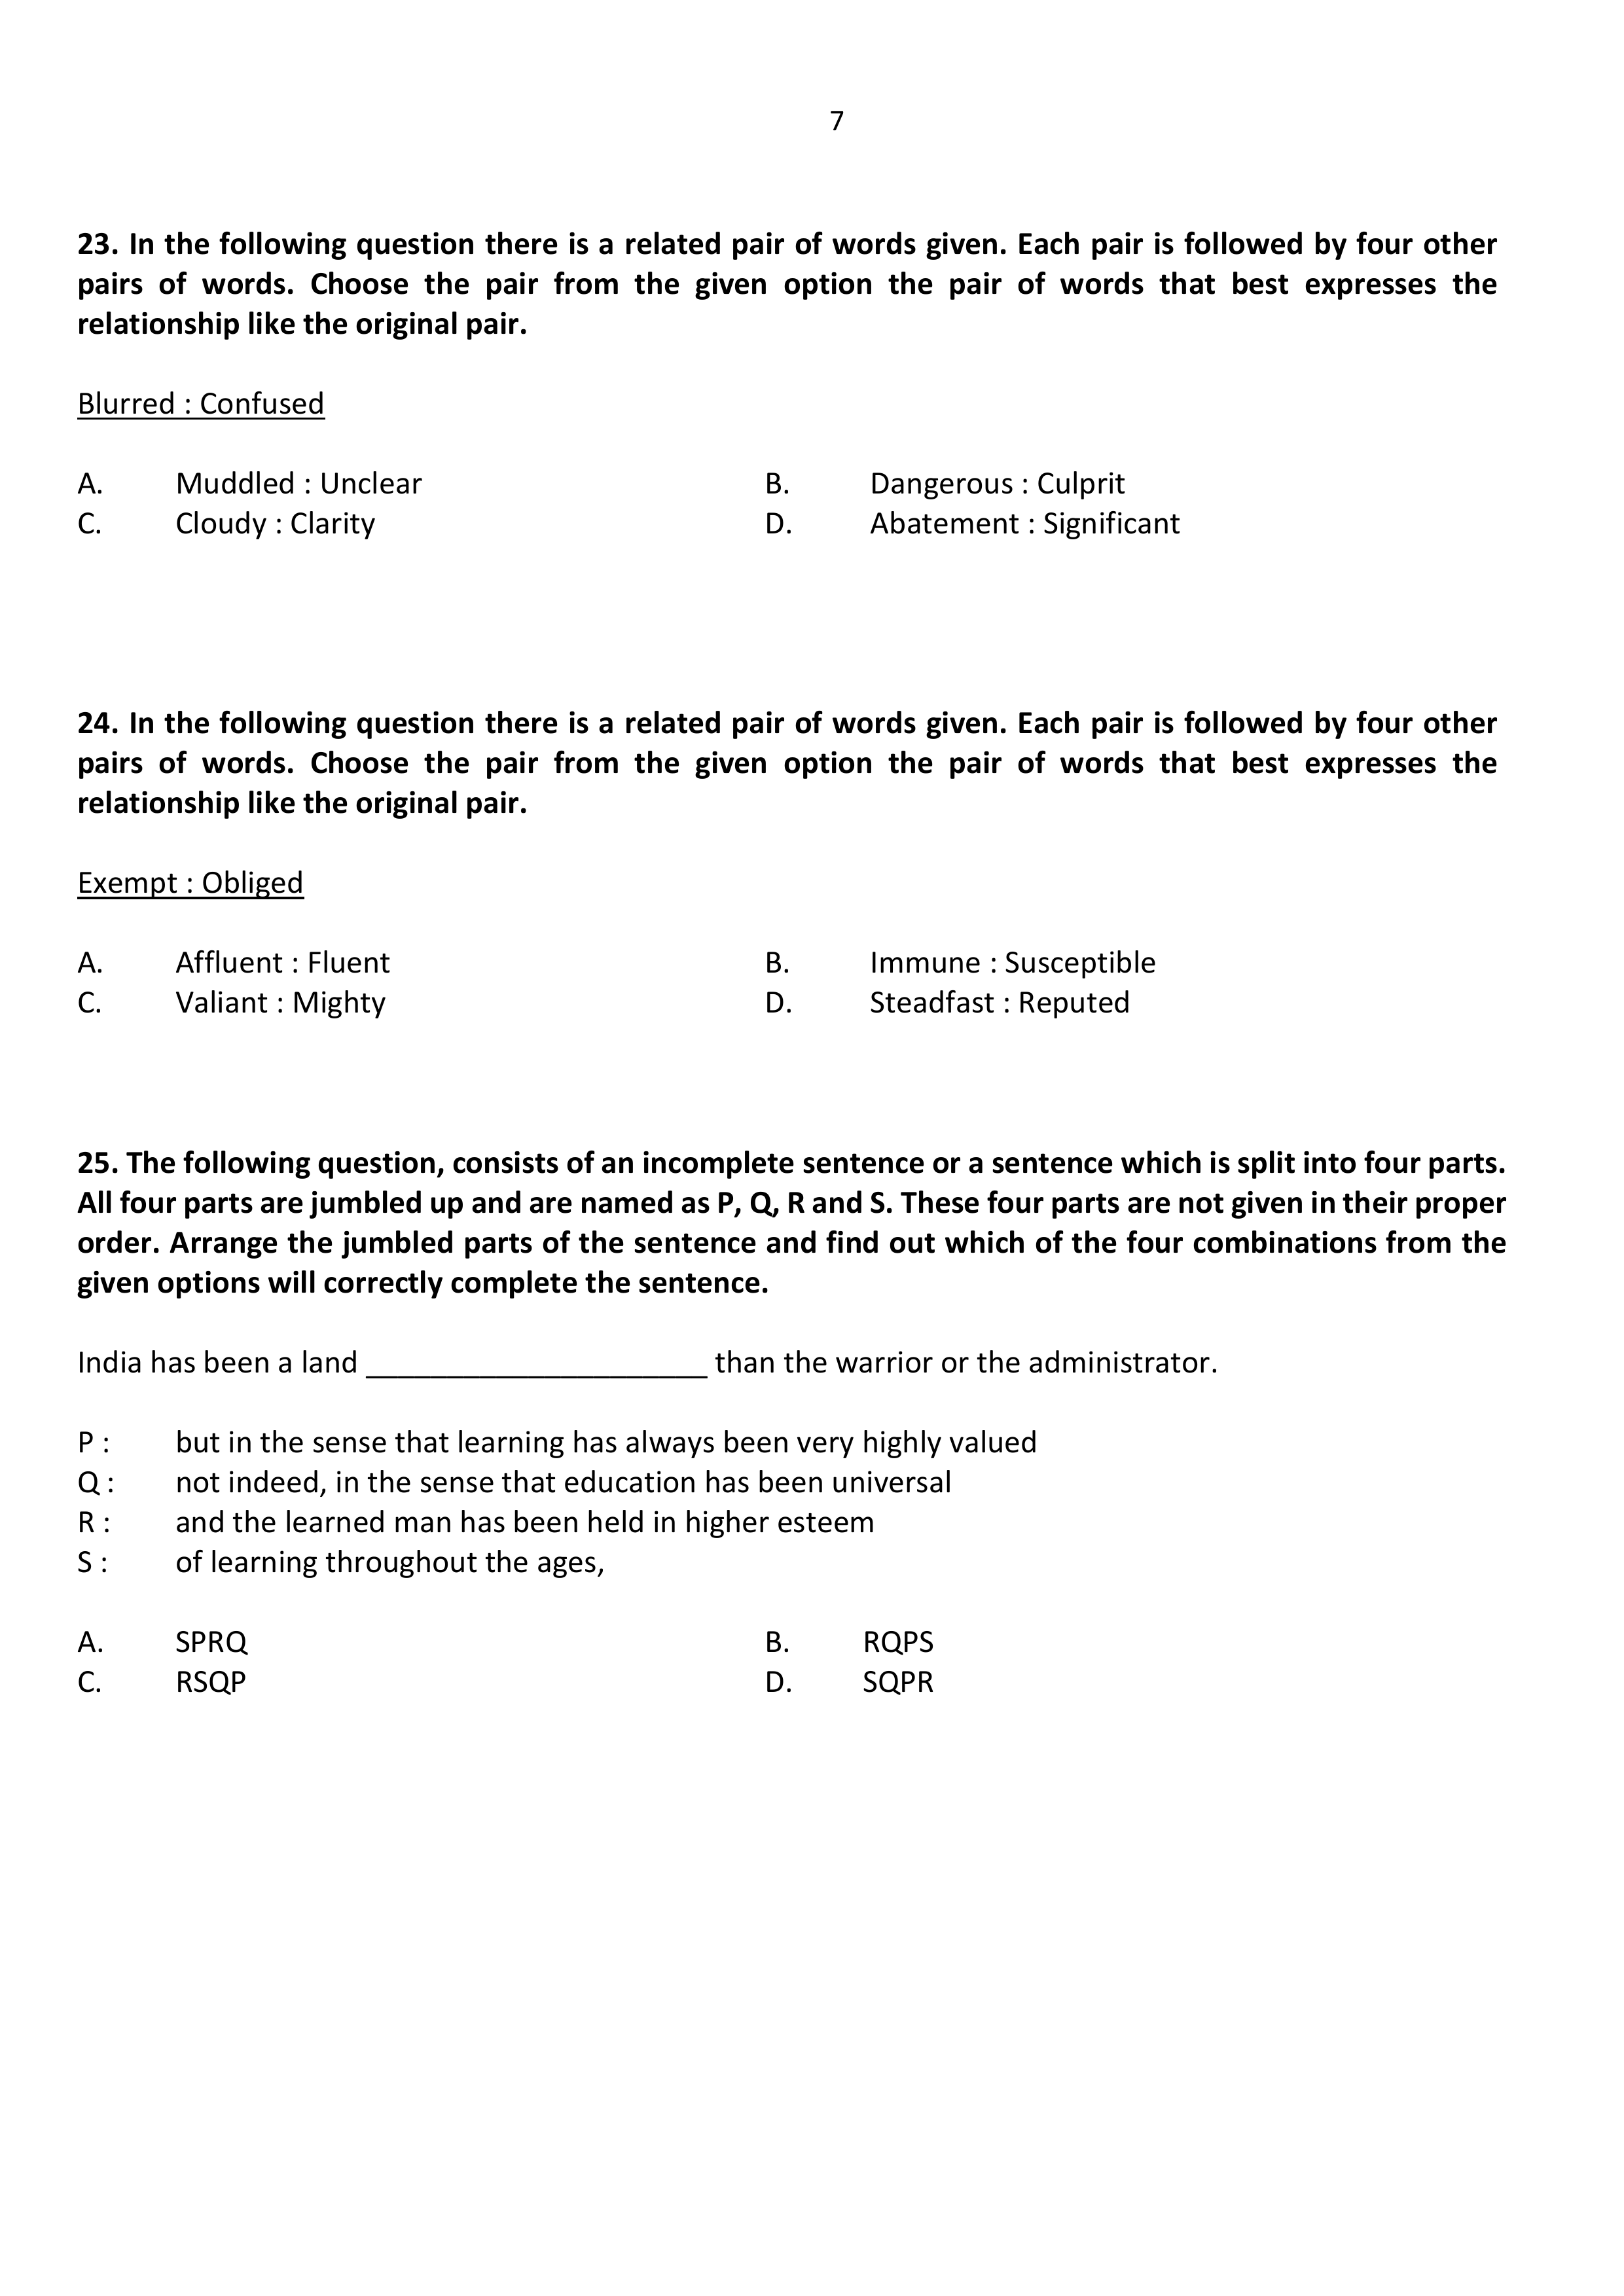 7
23. In the following question there is a related pair of words given. Each pair is followed by four other
pairs of words. Choose the pair from the given option the pair of words that best expresses the
relationship like the original pair.
Blurred : Confused
A. Muddled : Unclear B. Dangerous : Culprit
C. Cloudy : Clarity D. Abatement : Significant
24. In the following question there is a related pair of words given. Each pair is followed by four other
pairs of words. Choose the pair from the given option the pair of words that best expresses the
relationship like the original pair.
Exempt : Obliged
A. Affluent : Fluent B. Immune : Susceptible
C. Valiant : Mighty D. Steadfast : Reputed
25. The following question, consists of an incomplete sentence or a sentence which is split into four parts.
All four parts are jumbled up and are named as P, Q, R and S. These four parts are not given in their proper
order. Arrange the jumbled parts of the sentence and find out which of the four combinations from the
given options will correctly complete the sentence.
India has been a land _____________________ than the warrior or the administrator.
P : but in the sense that learning has always been very highly valued
Q : not indeed, in the sense that education has been universal
R : and the learned man has been held in higher esteem
S : of learning throughout the ages,
A. SPRQ B. RQPS
C. RSQP D. SQPR